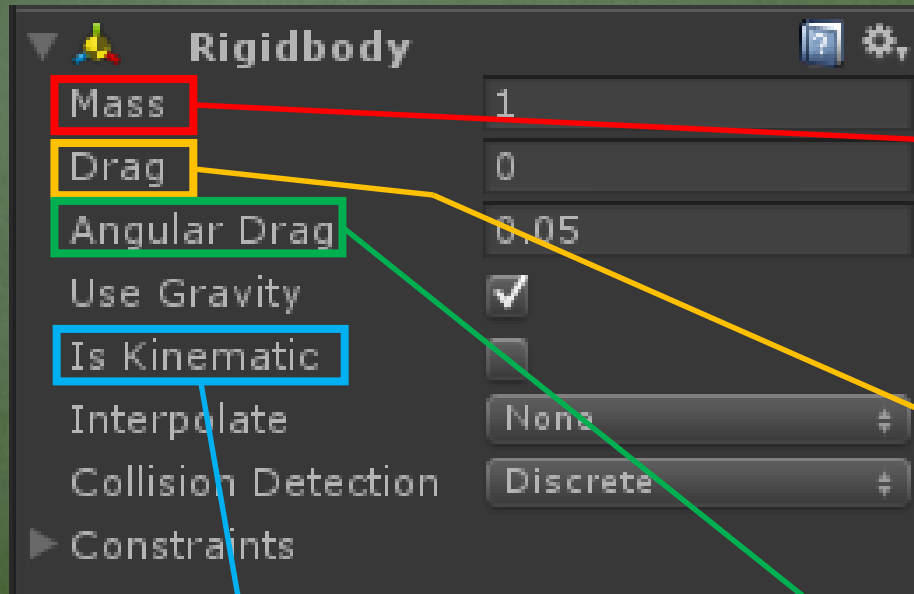 Rigidbody
Mass 1
Drag 0
Angular Drag 0.05
Use Gravity
Is Kinematic
Interpolate None
Collision Detection Discrete
Constraints